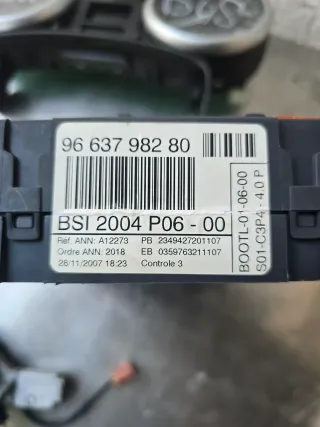 96 637 982 80
BSI 2004 P06 - 00
Ref. ANN: A12273 PB 2349427201107
Ordre ANN: 2018 EB 0359763211107
28/11/2007 18:23 Controle 3
BOOTL-01-06-00
S01-C3P4 - 4.0 P